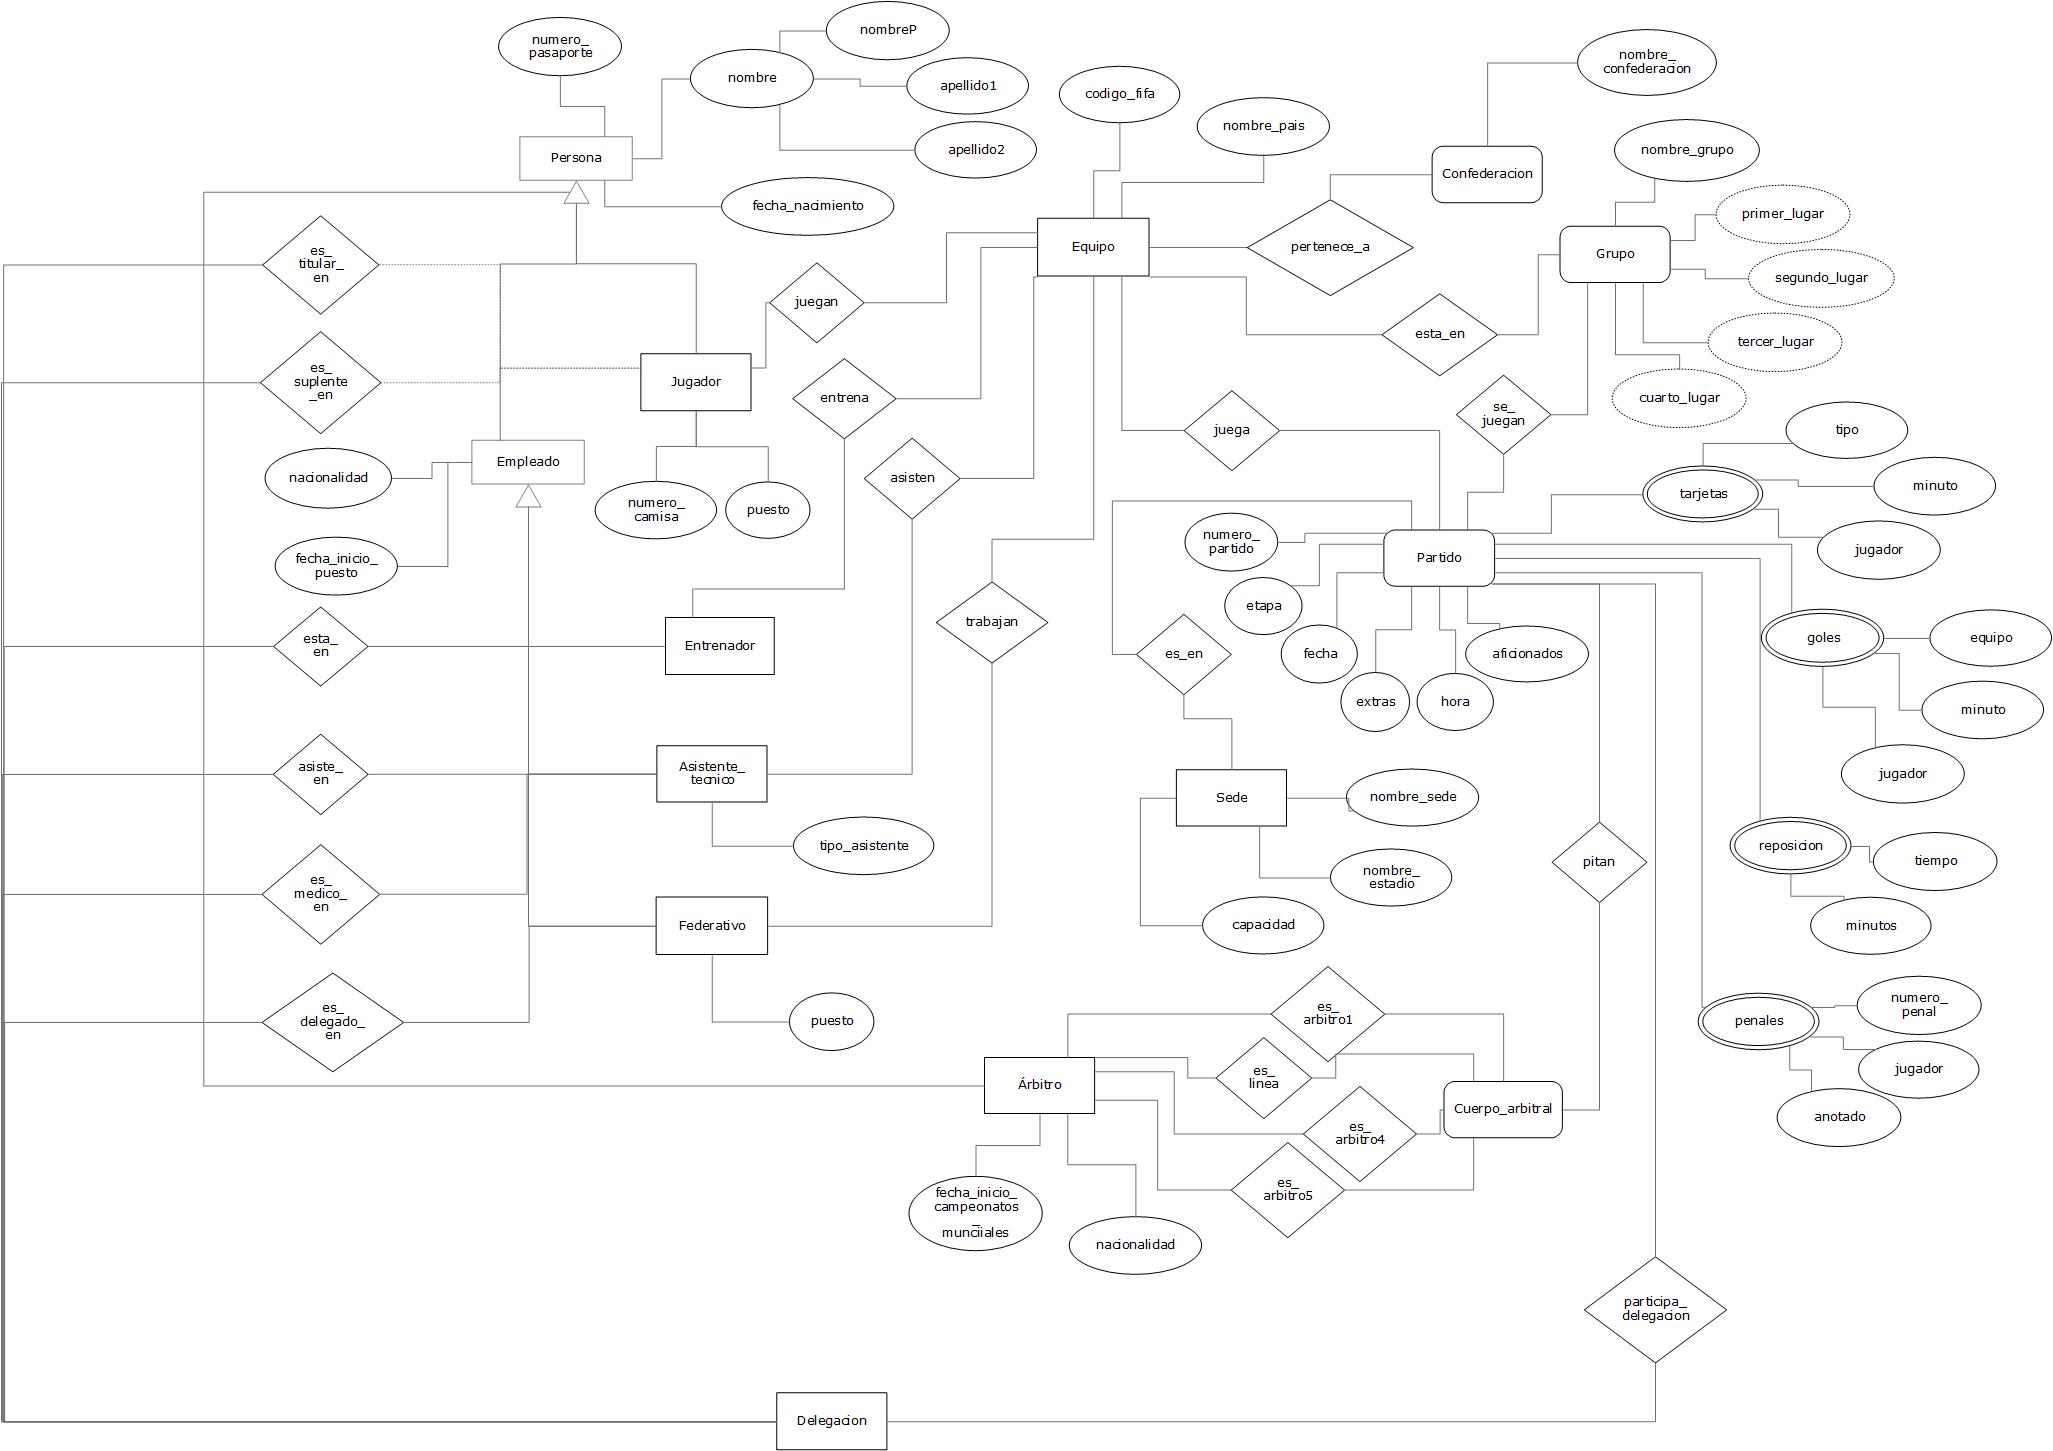 nombreP
numero_
pasaporte
nombre
nombre_
confederacion
apellido1
codigo_fifa
nombre_pais
apellido2
nombre_grupo
Persona
Confederacion
fecha_nacimiento
primer_lugar
Equipo
pertenece_a
Grupo
es_
titular_
en
segundo_lugar
juegan
esta_en
tercer_lugar
es_
suplente
_en
Jugador
entrena
cuarto_lugar
se_
juegan
juega
tipo
Empleado
nacionalidad
asisten
tarjetas
minuto
numero_
camisa
puesto
numero_
partido
Partido
jugador
fecha_inicio_
puesto
etapa
trabajan
esta_
en
Entrenador
es_en
fecha
aficionados
goles
equipo
extras
hora
minuto
asiste_
en
Asistente_
tecnico
jugador
Sede
nombre_sede
tipo_asistente
reposicion
tiempo
pitan
nombre_
estadio
es_
medico_
en
Federativo
capacidad
minutos
es_
delegado_
en
puesto
es_
arbitro1
penales
numero_
penal
Árbitro
es_
linea
jugador
Cuerpo_arbitral
anotado
es_
arbitro4
es_
arbitro5
fecha_inicio_
campeonatos
_
munciiales
nacionalidad
participa_
delegacion
Delegacion